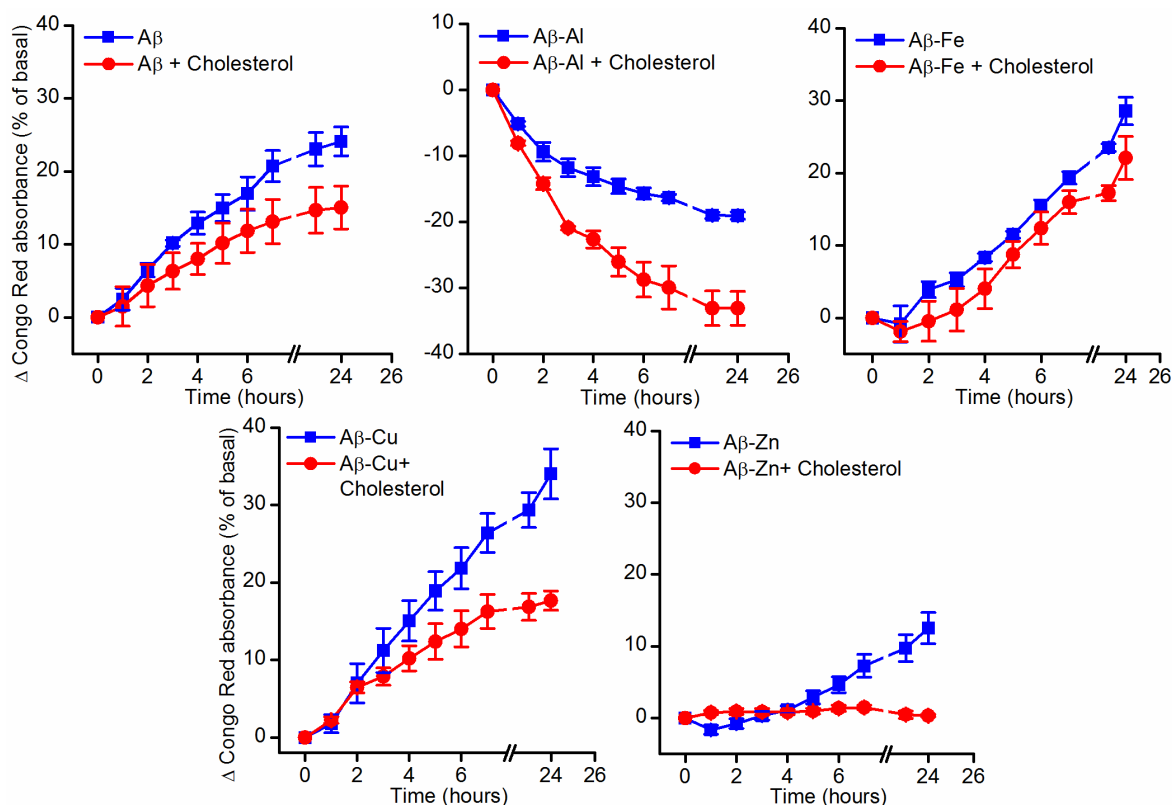 Δ Congo Red absorbance (% of basal)
40
30
20
10
0
Aβ
Aβ + Cholesterol
0 2 4 6 24 26
Time (hours)
10
0
-10
-20
-30
-40
Aβ-Al
Aβ-Al + Cholesterol
0 2 4 6 24 26
Time (hours)
40
30
20
10
0
Aβ-Fe
Aβ-Fe + Cholesterol
0 2 4 6 24 26
Time (hours)
Δ Congo Red absorbance (% of basal)
40
30
20
10
0
Aβ-Cu
Aβ-Cu+
Cholesterol
0 2 4 6 24 26
Time (hours)
40
30
20
10
0
Aβ-Zn
Aβ-Zn+ Cholesterol
0 2 4 6 24 26
Time (hours)